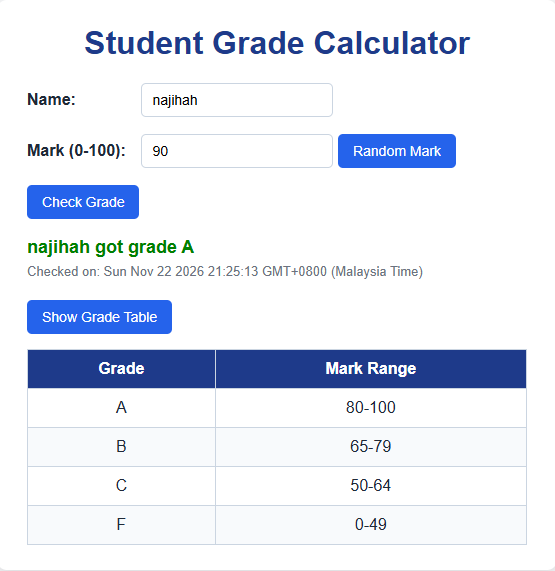 Student Grade Calculator
Name: najihah
Mark (0-100): 90 Random Mark
Check Grade
najihah got grade A
Checked on: Sun Nov 22 2026 21:25:13 GMT+0800 (Malaysia Time)
Show Grade Table
Grade Mark Range
A 80-100
B 65-79
C 50-64
F 0-49